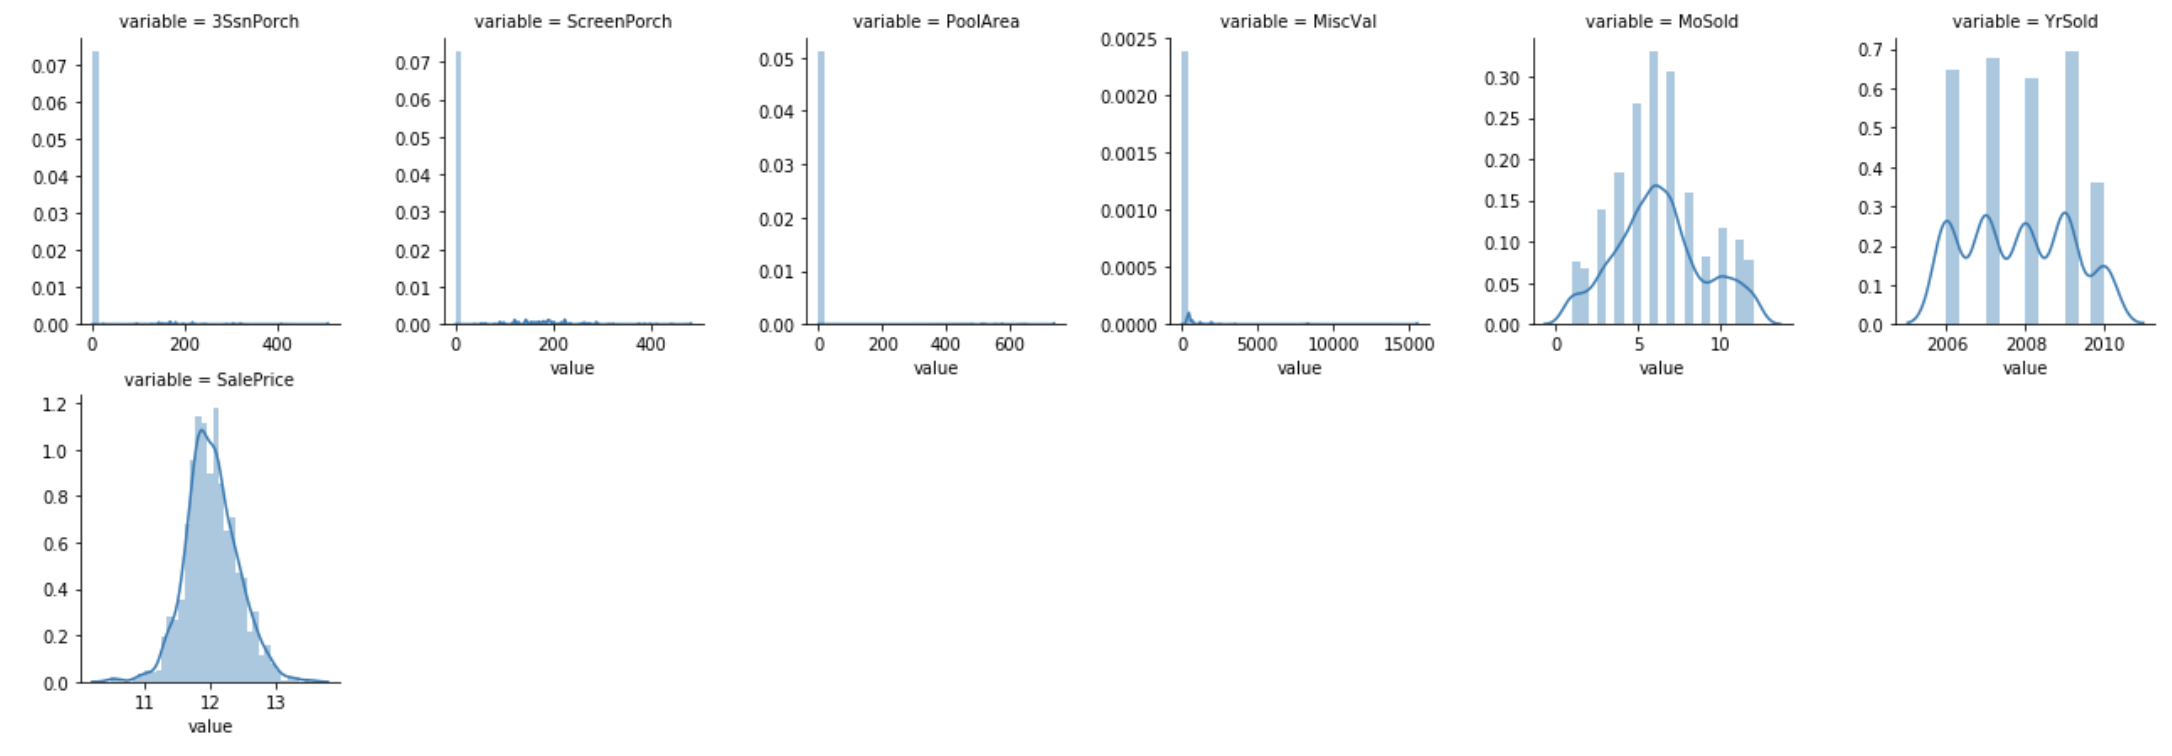 variable = 3SsnPorch
0.07
0.06
0.05
0.04
0.03
0.02
0.01
0.00
0 200 400
variable = ScreenPorch
0.07
0.06
0.05
0.04
0.03
0.02
0.01
0.00
0 200 400
value
variable = PoolArea
0.05
0.04
0.03
0.02
0.01
0.00
0 200 400 600
value
variable = MiscVal
0.0025
0.0020
0.0015
0.0010
0.0005
0.0000
0 5000 10000 15000
value
variable = MoSold
0.30
0.25
0.20
0.15
0.10
0.05
0.00
0 5 10
value
variable = YrSold
0.7
0.6
0.5
0.4
0.3
0.2
0.1
0.0
2006 2008 2010
value
variable = SalePrice
1.2
1.0
0.8
0.6
0.4
0.2
0.0
11 12 13
value